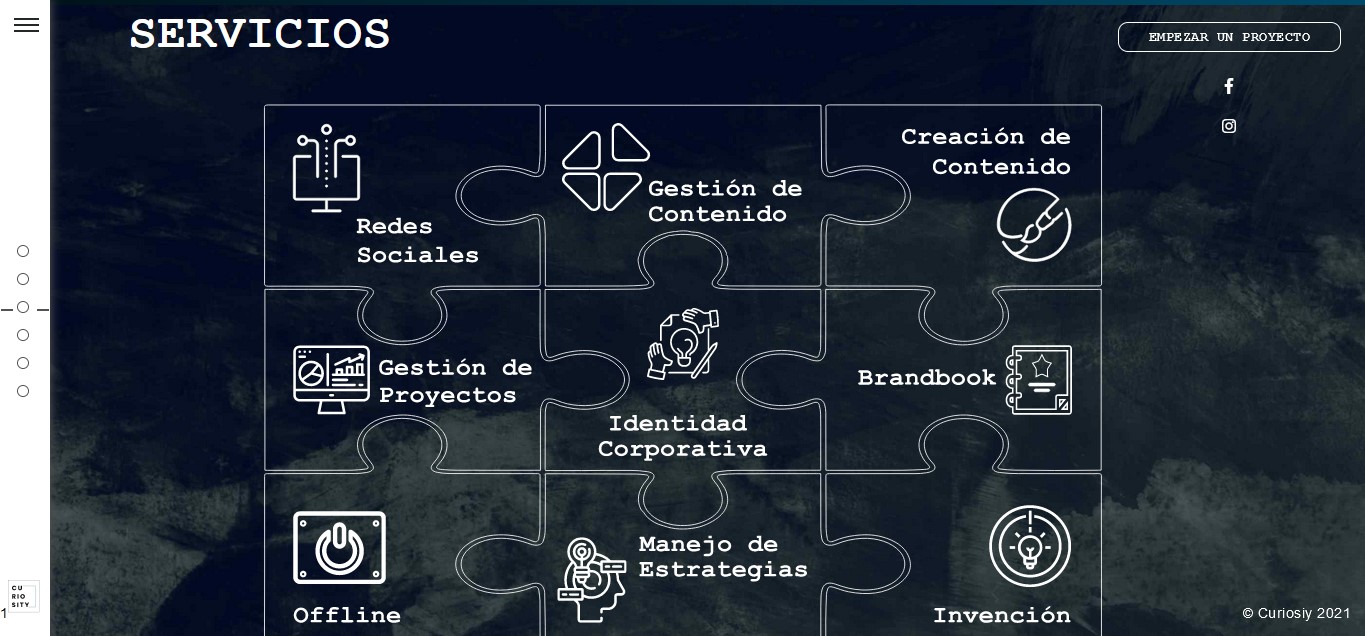 SERVICIOS
EMPEZAR UN PROYECTO
Redes
Sociales
Gestión de
Contenido
Creación de
Contenido
Gestión de
Proyectos
Identidad
Corporativa
Brandbook
Offline
Manejo de
Estrategias
Invención
CU
RIO
SITY
1
© Curiosiy 2021